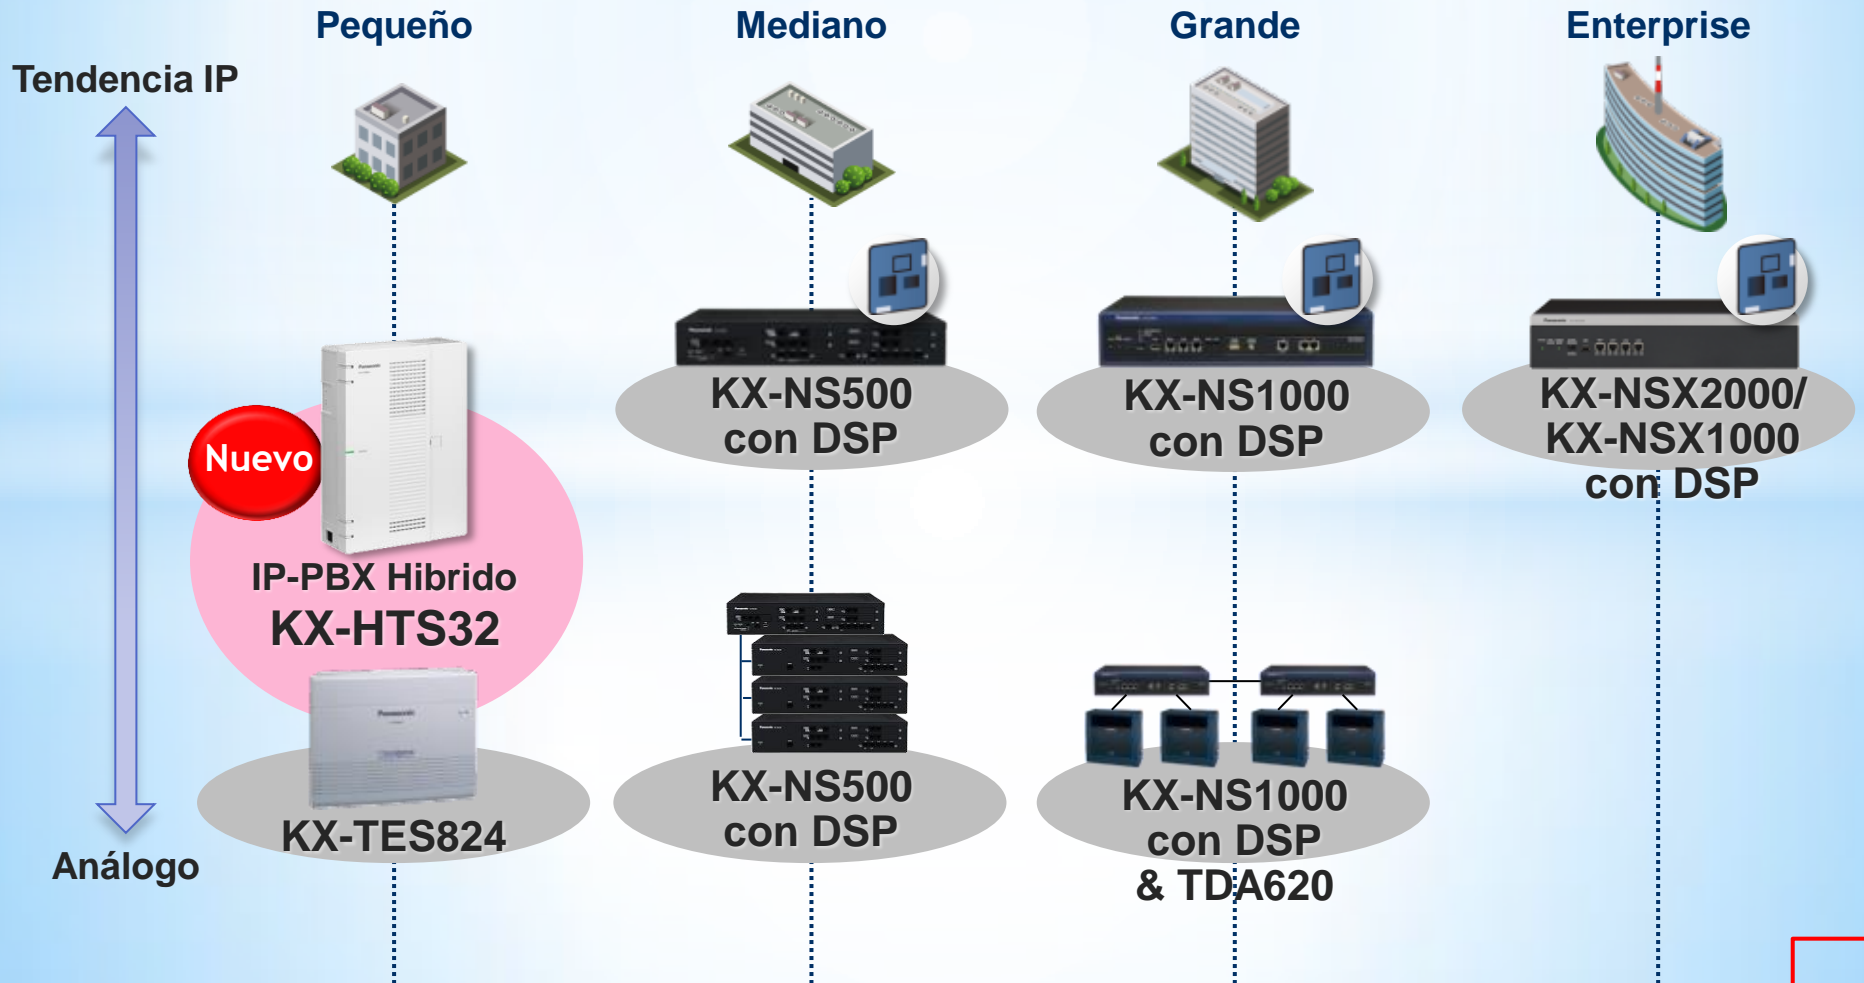 Pequeño
Mediano
Grande
Enterprise
Tendencia IP
KX-NS500
con DSP
KX-NS1000
con DSP
KX-NSX2000/
KX-NSX1000
con DSP
Nuevo
Panasonic
IP-PBX Hibrido
KX-HTS32
Panasonic
KX-TES824
KX-NS500
con DSP
KX-NS1000
con DSP
& TDA620
Análogo